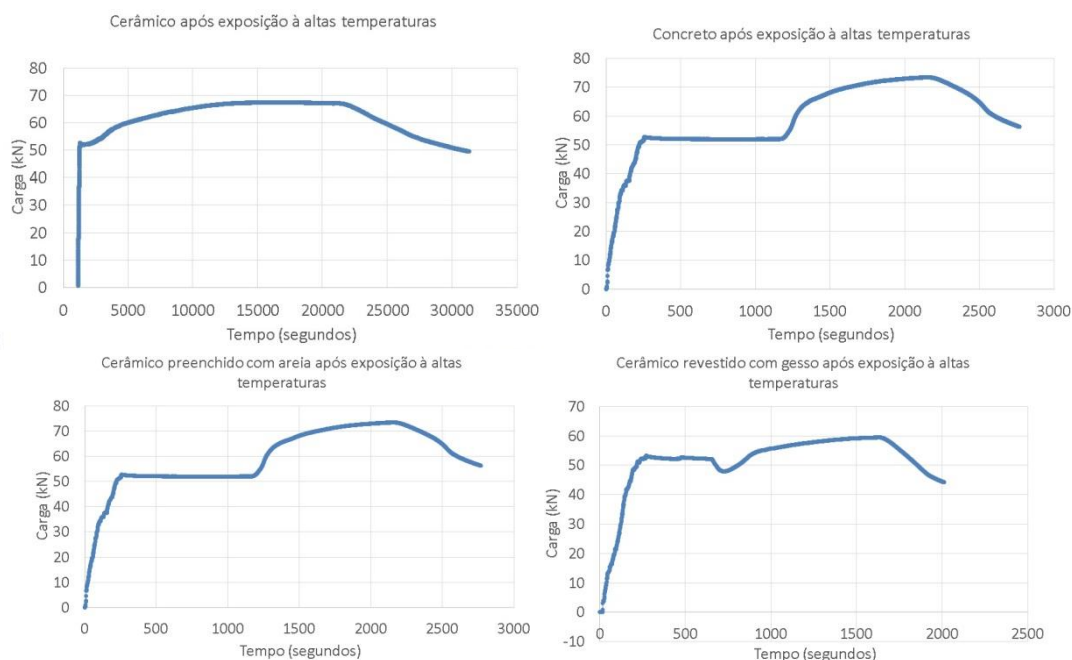 Cerâmico após exposição à altas temperaturas
Carga (kN)
80
70
60
50
40
30
20
10
0
0 5000 10000 15000 20000 25000 30000 35000
Tempo (segundos)
Concreto após exposição à altas temperaturas
Carga (kN)
80
70
60
50
40
30
20
10
0
0 500 1000 1500 2000 2500 3000
Tempo (segundos)
Cerâmico preenchido com areia após exposição à altas
temperaturas
Carga (kN)
80
70
60
50
40
30
20
10
0
0 500 1000 1500 2000 2500 3000
Tempo (segundos)
Cerâmico revestido com gesso após exposição à altas
temperaturas
Carga (kN)
70
60
50
40
30
20
10
0
-10
0 500 1000 1500 2000 2500
Tempo (segundos)